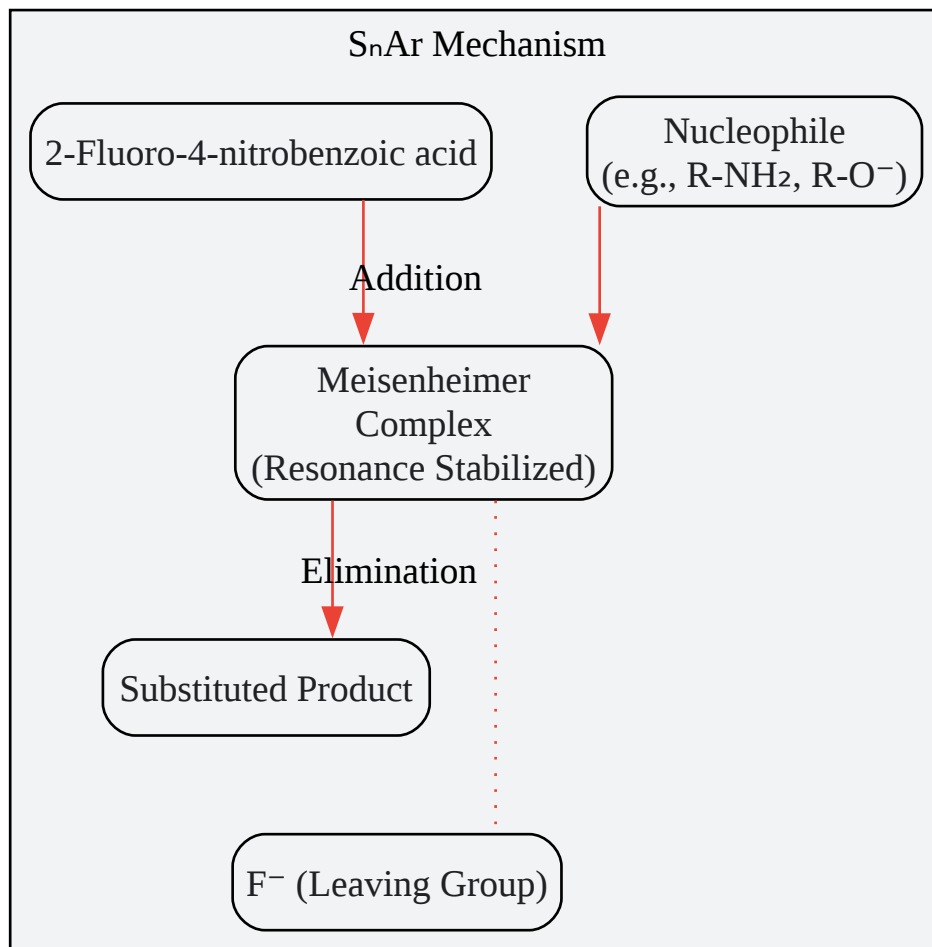 SₙAr Mechanism
2-Fluoro-4-nitrobenzoic acid
Nucleophile
(e.g., R-NH₂, R-O⁻)
Addition
Meisenheimer
Complex
(Resonance Stabilized)
Elimination
Substituted Product
F⁻ (Leaving Group)